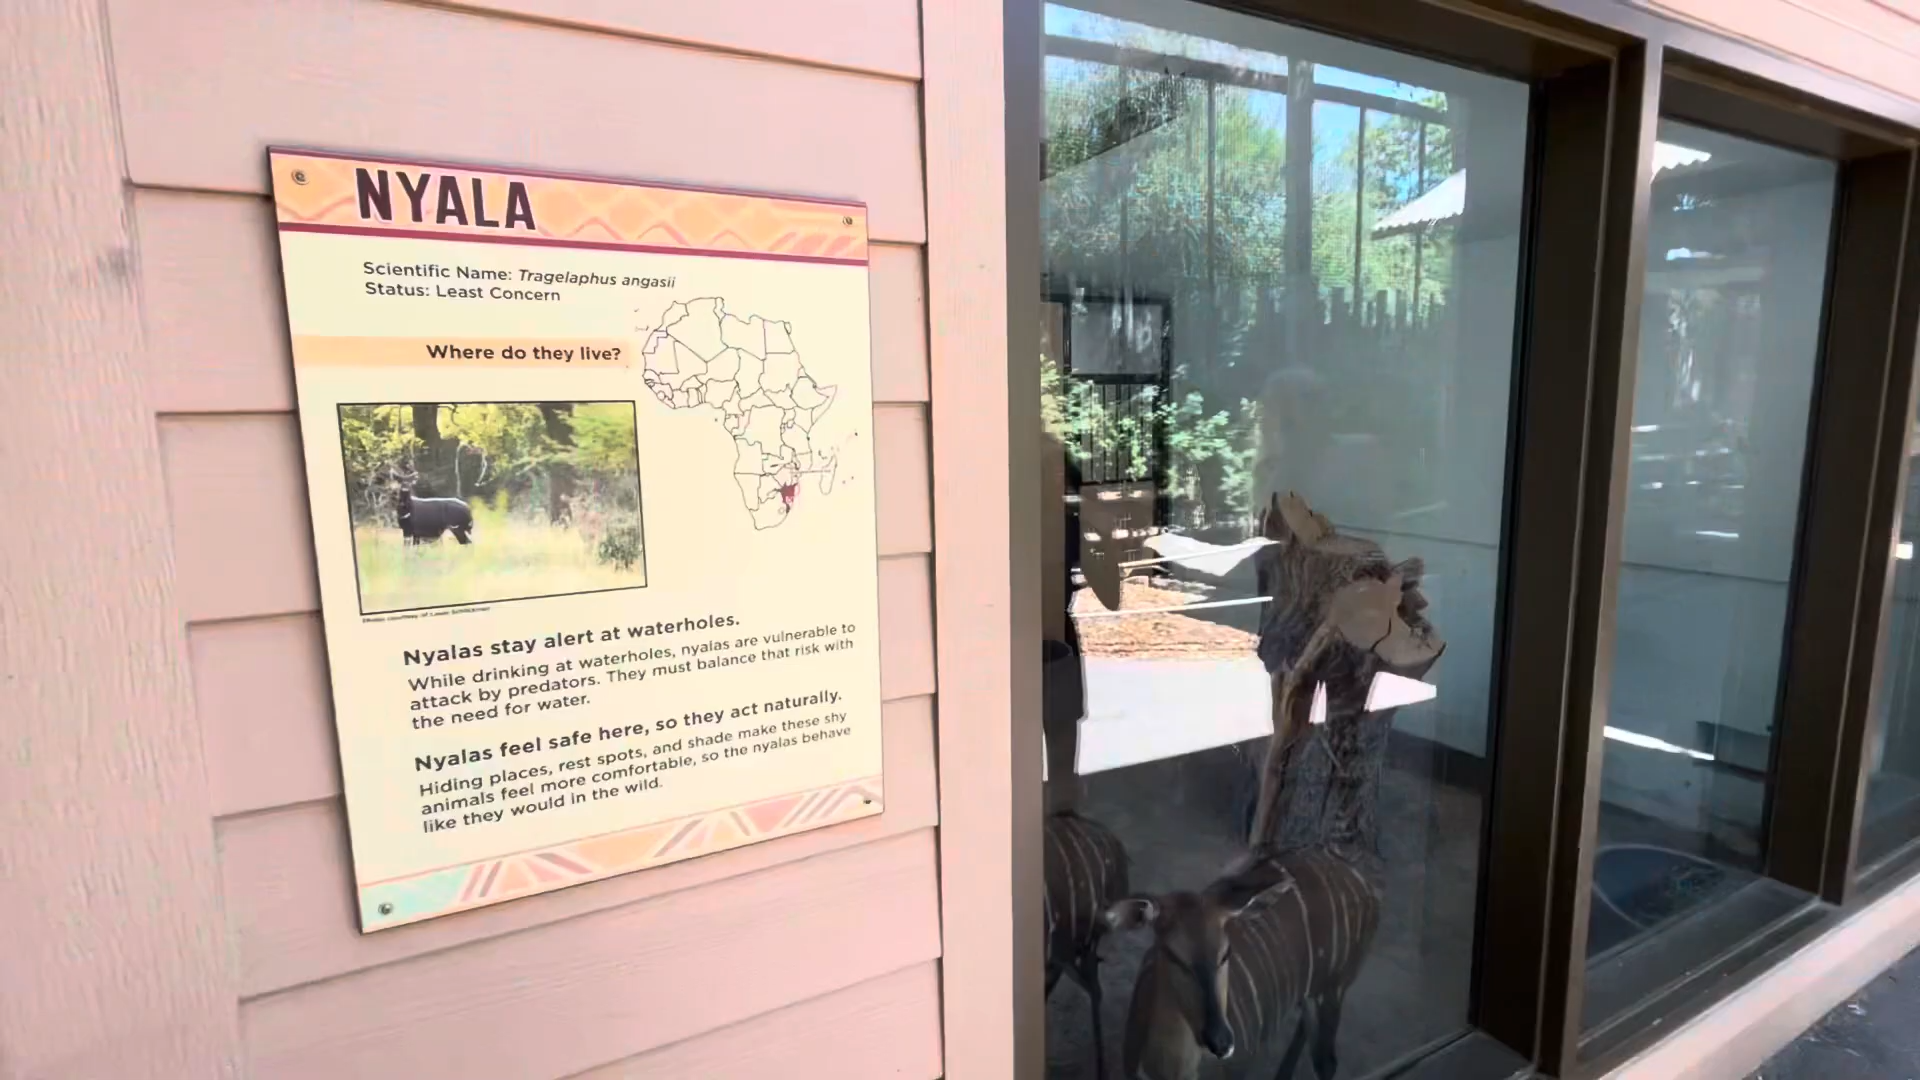 NYALA
Scientific Name: Tragelaphus angasii
Status: Least Concern
Where do they live?
Nyalas stay alert at waterholes.
While drinking at waterholes, nyalas are vulnerable to
attack by predators. They must balance that risk with
the need for water.
Nyalas feel safe here, so they act naturally.
Hiding places, rest spots, and shade make these shy
animals feel more comfortable, so the nyalas behave
like they would in the wild.